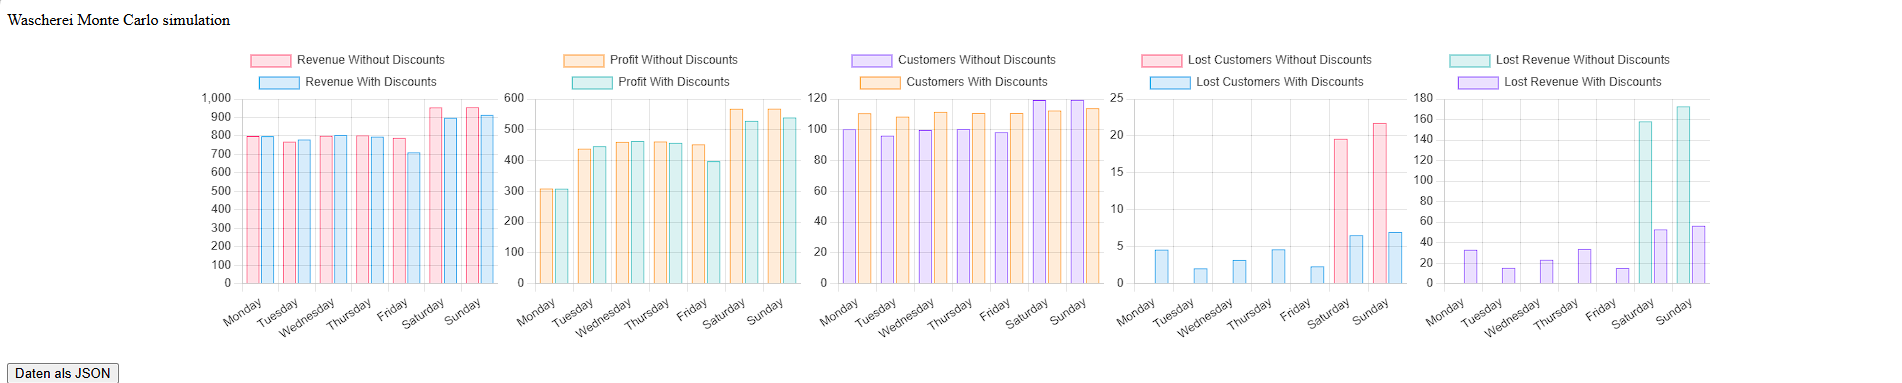 Wascherei Monte Carlo simulation
Revenue Without Discounts
Revenue With Discounts
1,000
900
800
700
600
500
400
300
200
100
0
Monday
Tuesday
Wednesday
Thursday
Friday
Saturday
Sunday
Profit Without Discounts
Profit With Discounts
600
500
400
300
200
100
0
Monday
Tuesday
Wednesday
Thursday
Friday
Saturday
Sunday
Customers Without Discounts
Customers With Discounts
120
100
80
60
40
20
0
Monday
Tuesday
Wednesday
Thursday
Friday
Saturday
Sunday
Lost Customers Without Discounts
Lost Customers With Discounts
25
20
15
10
5
0
Monday
Tuesday
Wednesday
Thursday
Friday
Saturday
Sunday
Lost Revenue Without Discounts
Lost Revenue With Discounts
180
160
140
120
100
80
60
40
20
0
Monday
Tuesday
Wednesday
Thursday
Friday
Saturday
Sunday
Daten als JSON